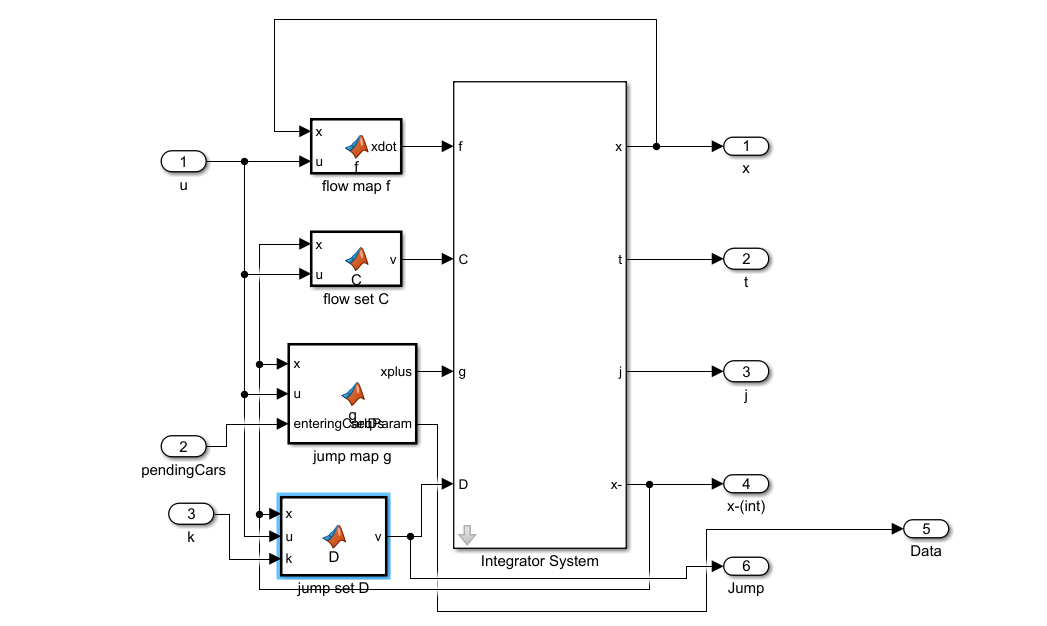 x
u
xdot
f
flow map f
1
u
x
u
v
C
flow set C
x
u
xplus
g
jump map g
2
pendingCars
3
k
x
u
k
v
D
jump set D
f
C
g
D
x
t
j
x-
Integrator System
1
x
2
t
3
j
4
x-(int)
5
Data
6
Jump